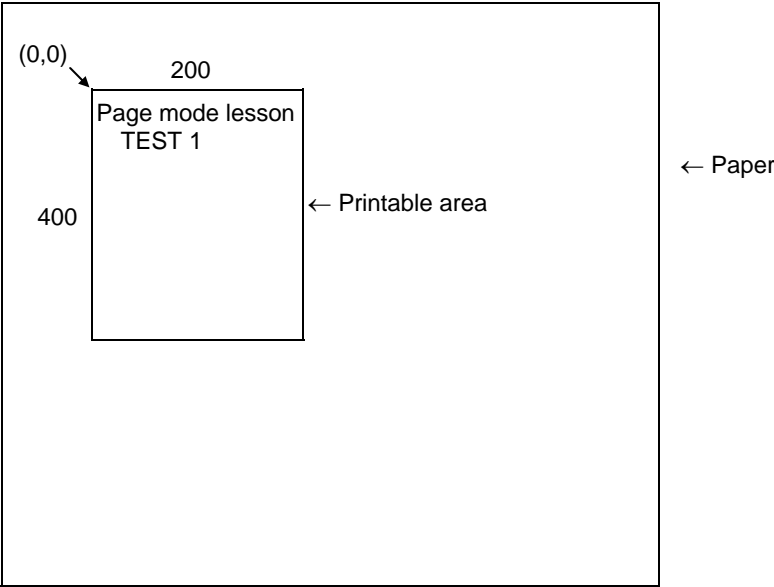 (0,0)
200
Page mode lesson
TEST 1
← Paper
← Printable area
400